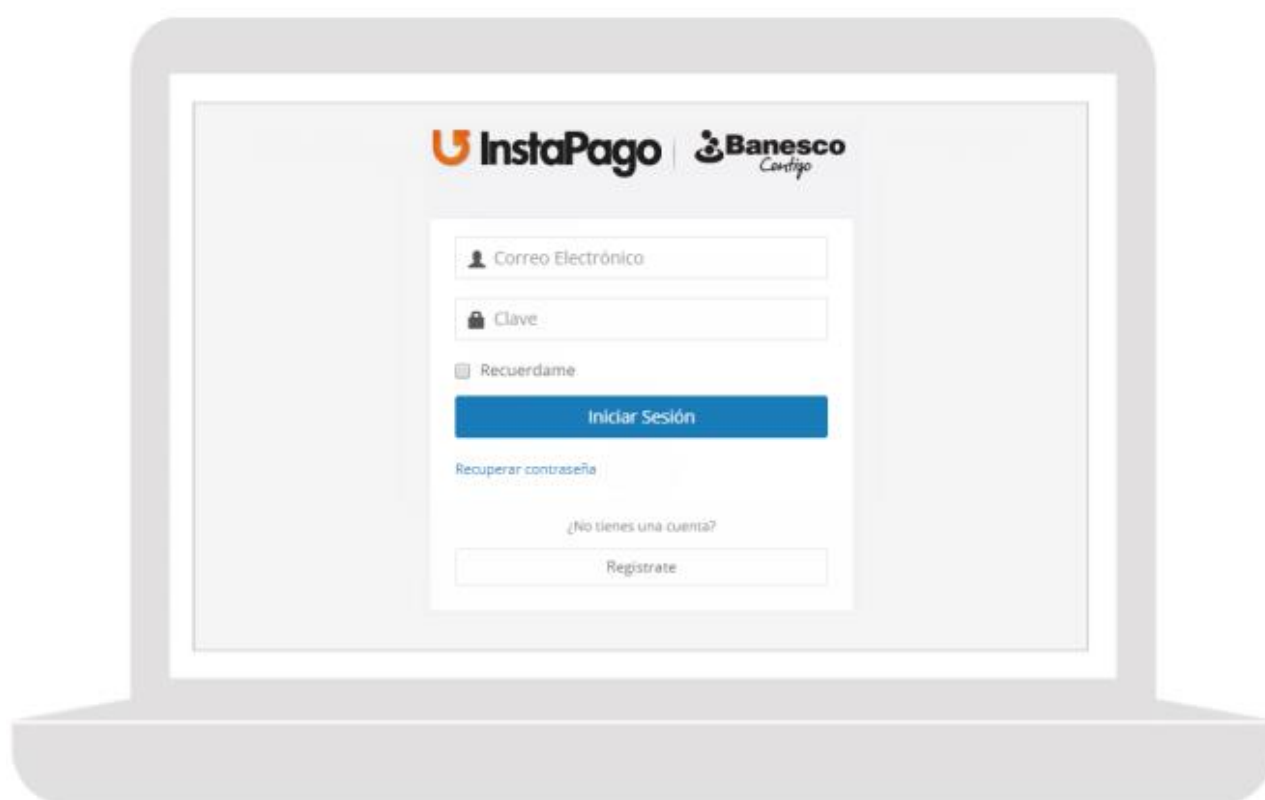 InstaPago | Banesco
Contigo
Correo Electrónico
Clave
Recuerdame
Iniciar Sesión
Recuperar contraseña
¿No tienes una cuenta?
Registrate